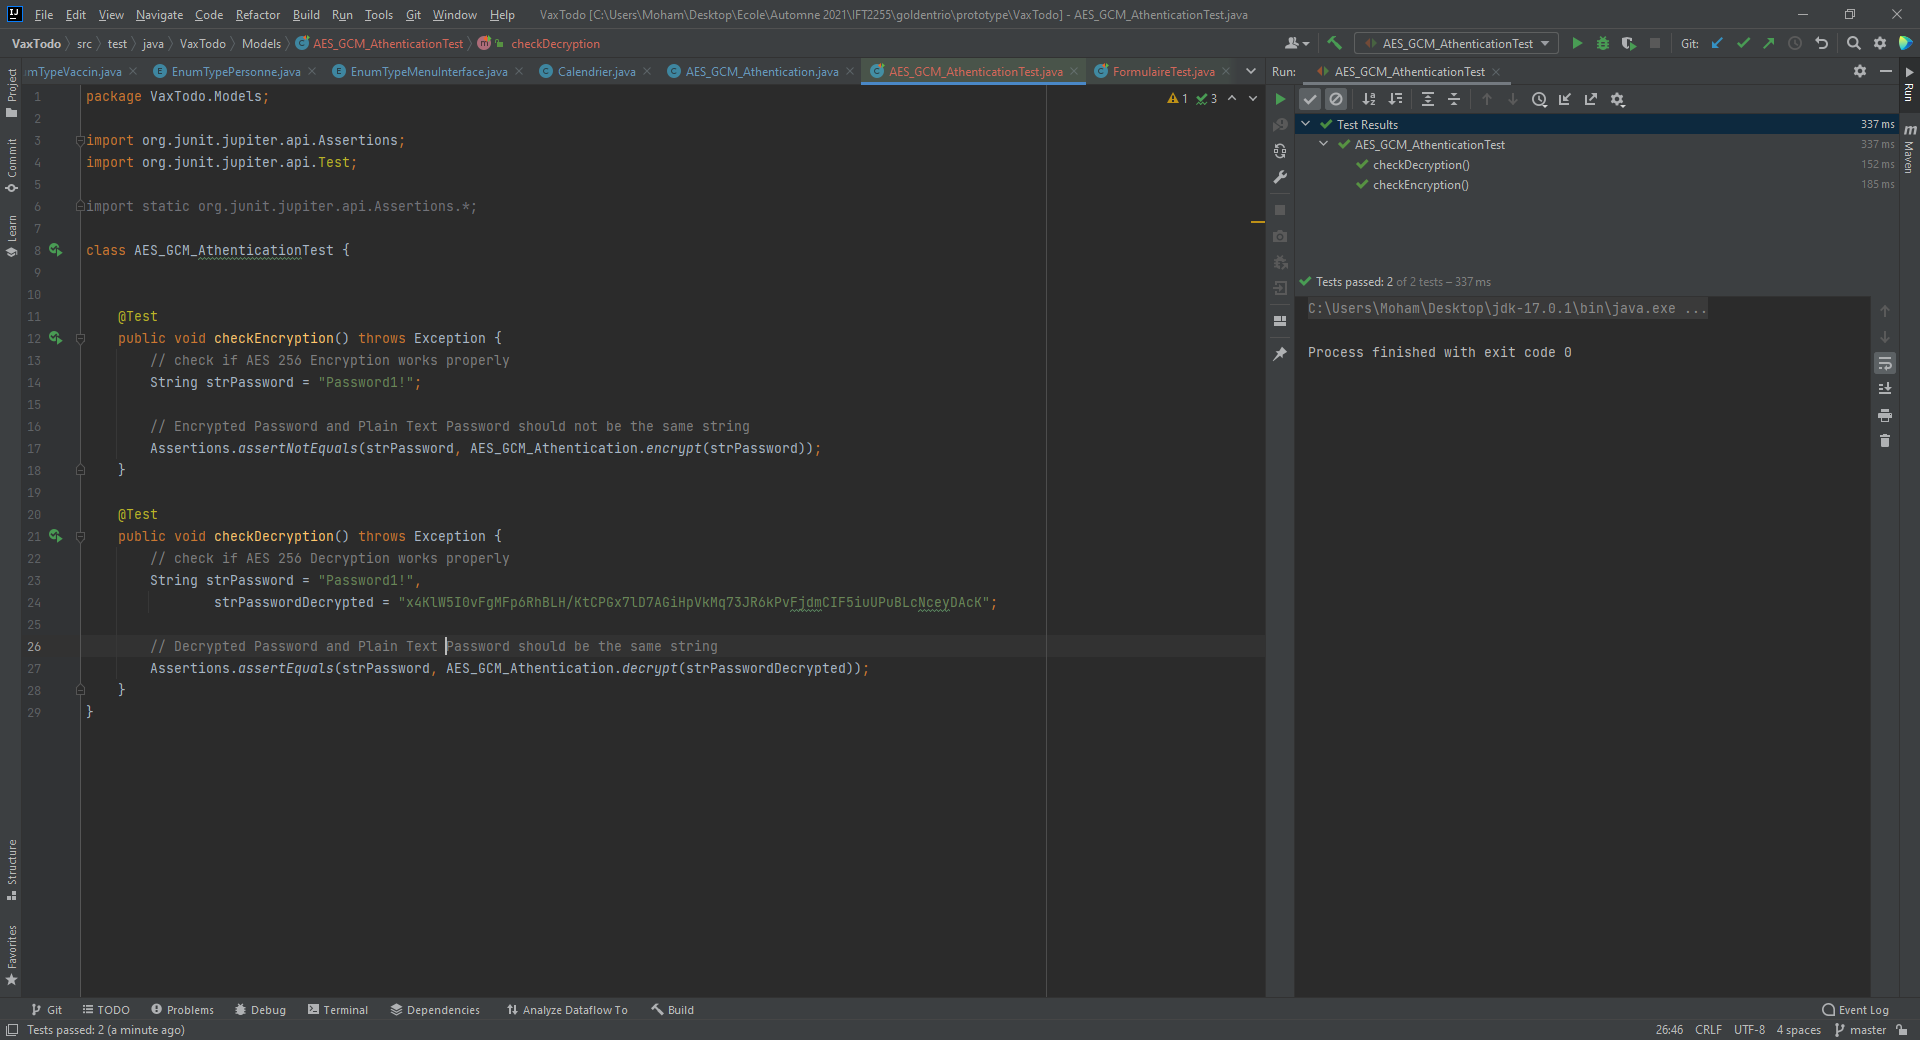 File Edit View Navigate Code Refactor Build Run Tools Git Window Help VaxTodo [C:\Users\Moham\Desktop\Ecole\Automne 2021\IFT2255\goldentrio\prototype\VaxTodo] - AES_GCM_AthenticationTest.java
VaxTodo src test java VaxTodo Models AES_GCM_AthenticationTest checkDecryption AES_GCM_AthenticationTest Git:
umTypeVaccin.java EnumTypePersonne.java EnumTypeMenuInterface.java Calendrier.java AES_GCM_Athentication.java AES_GCM_AthenticationTest.java FormulaireTest.java
Run: AES_GCM_AthenticationTest
Project
Commit
Learn
Structure
Favorites
1 package VaxTodo.Models;
2
3 import org.junit.jupiter.api.Assertions;
4 import org.junit.jupiter.api.Test;
5
6 import static org.junit.jupiter.api.Assertions.*;
7
8 class AES_GCM_AthenticationTest {
9
10
11 @Test
12 public void checkEncryption() throws Exception {
13 // check if AES 256 Encryption works properly
14 String strPassword = "Password1!";
15
16 // Encrypted Password and Plain Text Password should not be the same string
17 Assertions.assertNotEquals(strPassword, AES_GCM_Athentication.encrypt(strPassword));
18 }
19
20 @Test
21 public void checkDecryption() throws Exception {
22 // check if AES 256 Decryption works properly
23 String strPassword = "Password1!",
24 strPasswordDecrypted = "x4KlW5I0vFgMFp6RhBLH/KtCPGx7lD7AGiHpVkMq73JR6kPvFjdmCIF5iuUPuBLcNceyDAcK";
25
26 // Decrypted Password and Plain Text Password should be the same string
27 Assertions.assertEquals(strPassword, AES_GCM_Athentication.decrypt(strPasswordDecrypted));
28 }
29 }
1 3
Test Results 337 ms
AES_GCM_AthenticationTest 337 ms
checkDecryption() 152 ms
checkEncryption() 185 ms
Tests passed: 2 of 2 tests – 337 ms
C:\Users\Moham\Desktop\jdk-17.0.1\bin\java.exe ...
Process finished with exit code 0
Run
Maven
Git TODO Problems Debug Terminal Dependencies Analyze Dataflow To Build Event Log
Tests passed: 2 (a minute ago) 26:46 CRLF UTF-8 4 spaces master